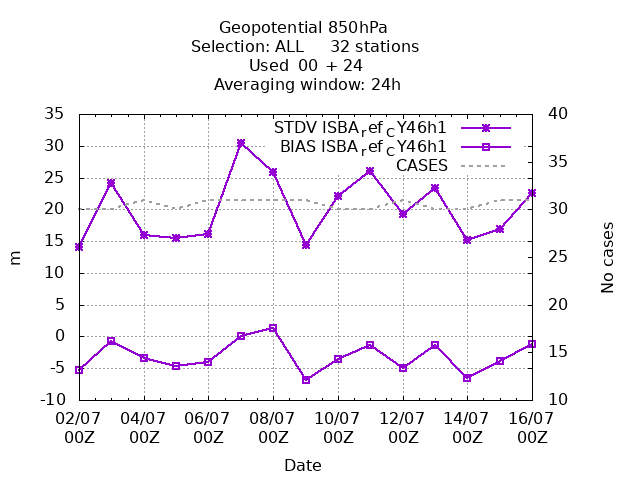 Geopotential 850hPa
Selection: ALL     32 stations
Used  00  + 24
Averaging window: 24h
STDV ISBA_ref_CY46h1
BIAS ISBA_ref_CY46h1
CASES
35
30
25
20
15
10
5
0
-5
-10
m
40
35
30
25
20
15
10
No cases
02/07 04/07 06/07 08/07 10/07 12/07 14/07 16/07
00Z 00Z 00Z 00Z 00Z 00Z 00Z 00Z
Date